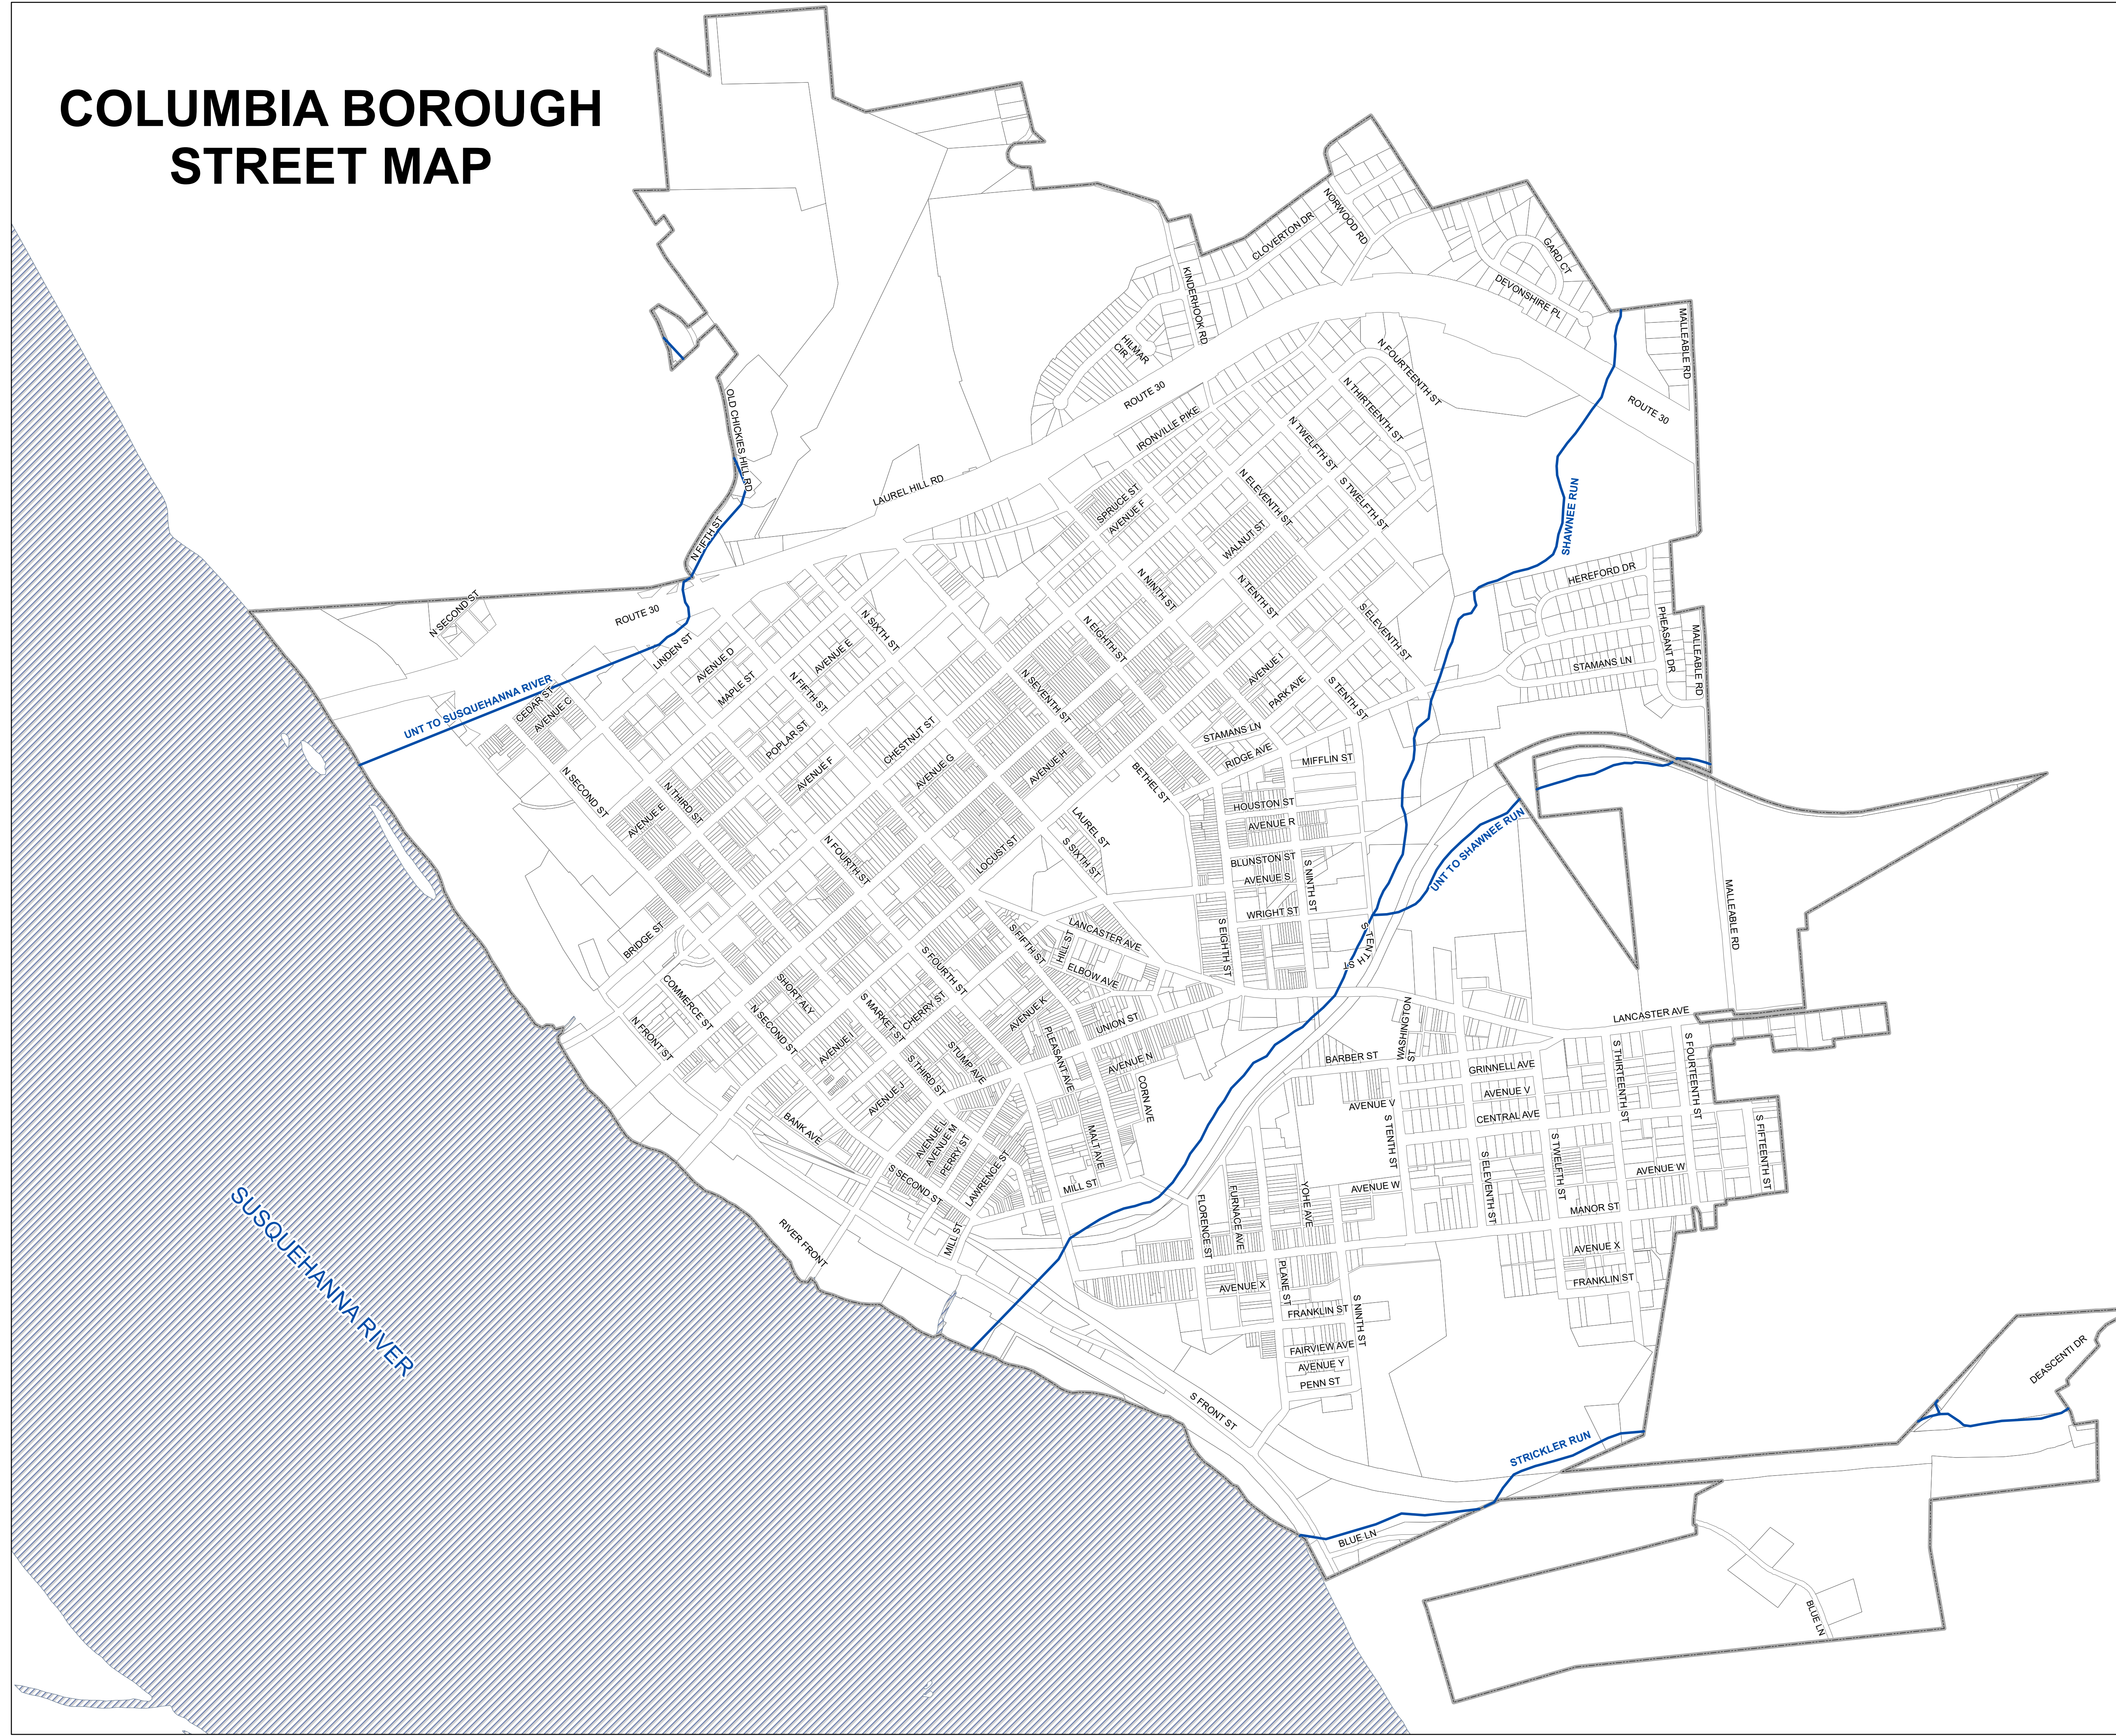 COLUMBIA BOROUGH
STREET MAP
NORWOOD RD
CLOVERTON DR
GARD CT
KINDERHOOK RD
DEVONSHIRE PL
MALLEABLE RD
HILMAR
CIR
N FOURTEENTH ST
ROUTE 30
N THIRTEENTH ST
ROUTE 30
OLD CHICKIES HILL RD
IRONVILLE PIKE
N TWELFTH ST
LAUREL HILL RD
SPRUCE ST
AVENUE F
N ELEVENTH ST
S TWELFTH ST
SHAWNEE RUN
N FIFTH ST
WALNUT ST
HEREFORD DR
N SECOND ST
ROUTE 30
N NINTH ST
N TENTH ST
LINDEN ST
AVENUE D
AVENUE E
N SIXTH ST
N EIGHTH ST
S ELEVENTH ST
PHEASANT DR
MALLEABLE RD
STAMANS LN
UNT TO SUSQUEHANNA RIVER
CEDAR ST
AVENUE C
MAPLE ST
N FIFTH ST
N SEVENTH ST
AVENUE I
PARK AVE
S TENTH ST
POPLAR ST
CHESTNUT ST
STAMANS LN
RIDGE AVE
MIFFLIN ST
N SECOND ST
N THIRD ST
AVENUE F
AVENUE G
AVENUE H
BETHEL ST
AVENUE E
HOUSTON ST
AVENUE R
LAUREL ST
S SIXTH ST
UNT TO SHAWNEE RUN
N FOURTH ST
LOCUST ST
BLUNSTON ST
AVENUE S
S NINTH ST
WRIGHT ST
MALLEABLE RD
BRIDGE ST
S FIFTH ST
LANCASTER AVE
HILL ST
S EIGHTH ST
S TENTH ST
S FOURTH ST
ELBOW AVE
SHORT ALY
COMMERCE ST
S MARKET ST
CHERRY ST
AVENUE K
UNION ST
LANCASTER AVE
N FRONT ST
N SECOND ST
AVENUE I
STUMP AVE
PLEASANT AVE
AVENUE N
WASHINGTON
ST
BARBER ST
GRINNELL AVE
S THIRTEENTH ST
S FOURTEENTH ST
S THIRD ST
AVENUE J
CORN AVE
AVENUE V
AVENUE V
CENTRAL AVE
BANK AVE
AVENUE L
AVENUE M
PERRY ST
MALT AVE
S TENTH ST
S ELEVENTH ST
S TWELFTH ST
S FIFTEENTH ST
S SECOND ST
LAWRENCE ST
MILL ST
AVENUE W
AVENUE W
SUSQUEHANNA RIVER
FLORENCE ST
FURNACE AVE
YOHE AVE
MANOR ST
RIVER FRONT
MILL ST
AVENUE X
AVENUE X
PLANE ST
FRANKLIN ST
FRANKLIN ST
S NINTH ST
FAIRVIEW AVE
AVENUE Y
PENN ST
DEASCENTI DR
S FRONT ST
STRICKLER RUN
BLUE LN
BLUE LN